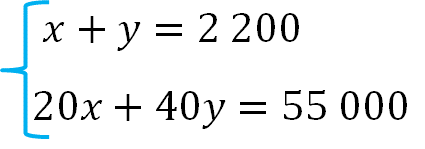 x + y = 2 200
20x + 40y = 55 000